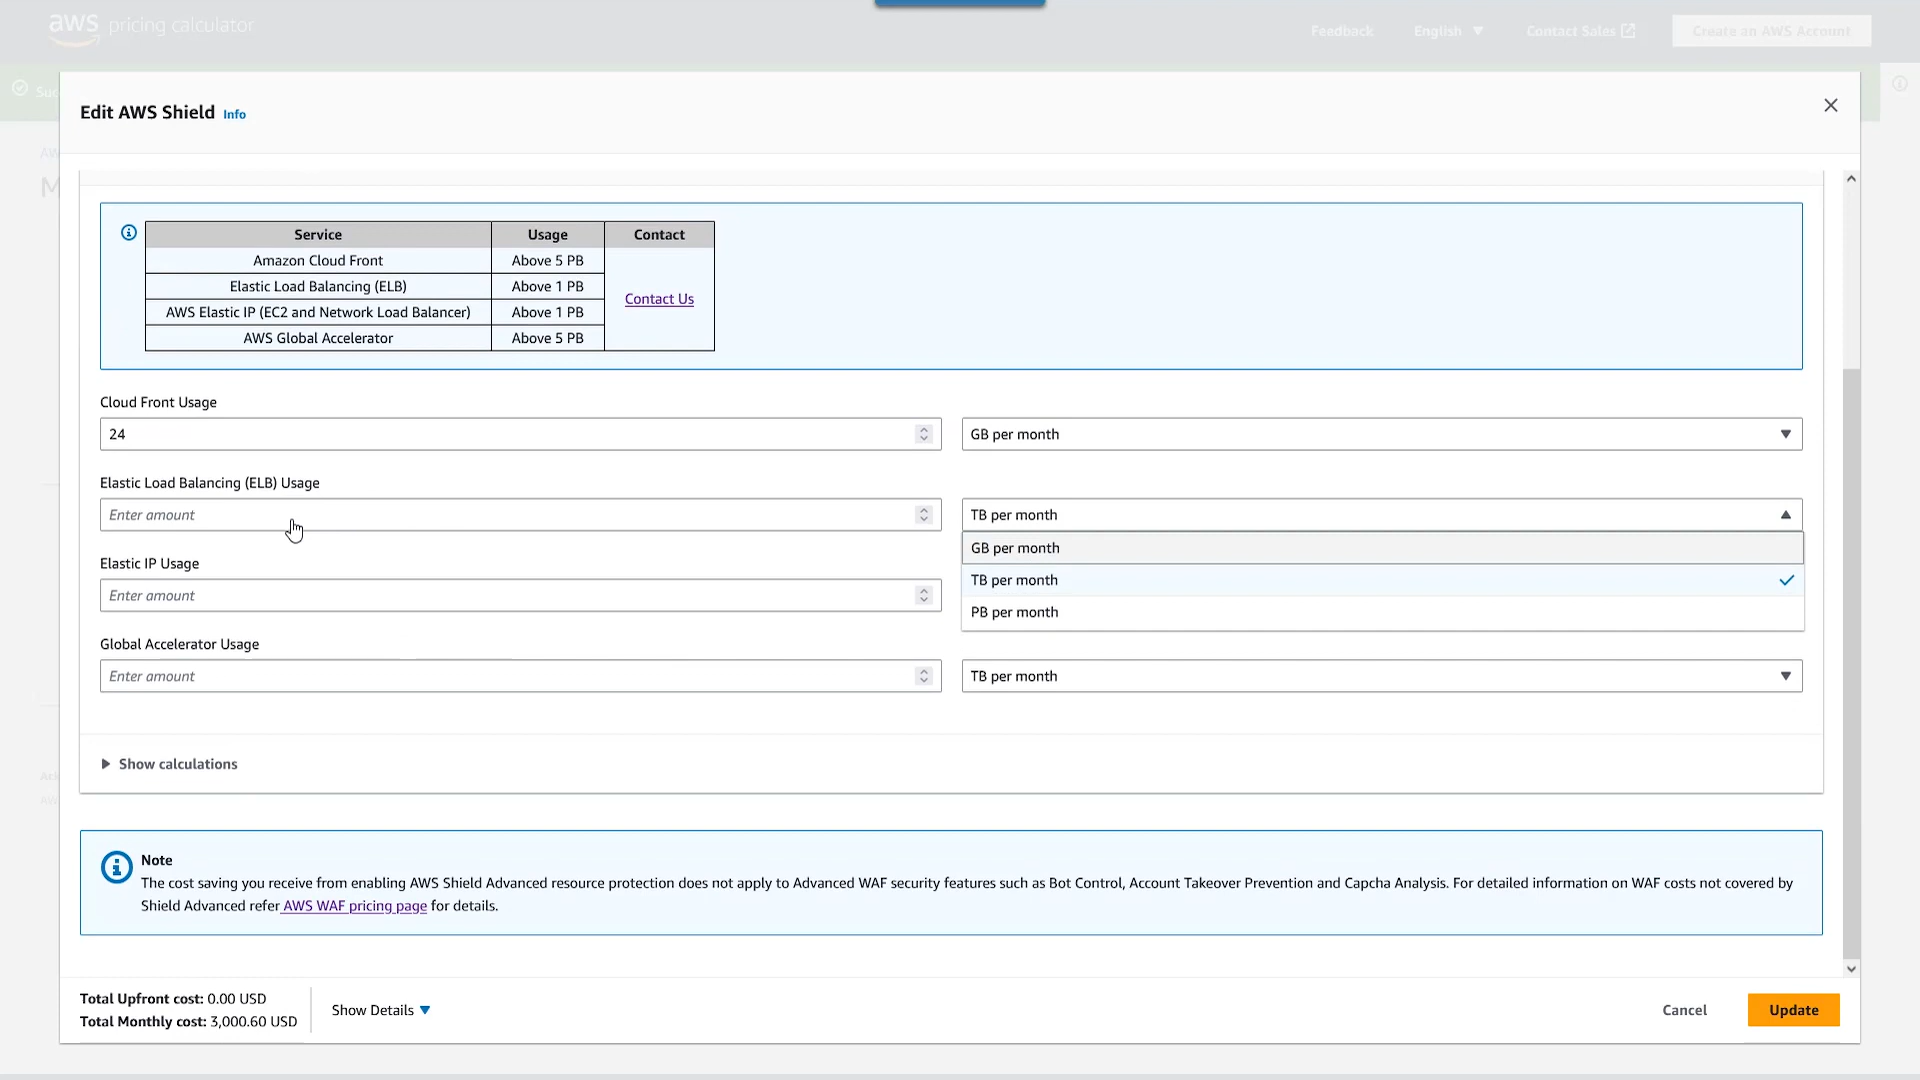 aws pricing calculator
Feedback
English
Contact Sales
Create an AWS Account
Suc
AW
M
Edit AWS Shield Info
Service Usage Contact
Amazon Cloud Front Above 5 PB
Elastic Load Balancing (ELB) Above 1 PB
Contact Us
AWS Elastic IP (EC2 and Network Load Balancer) Above 1 PB
AWS Global Accelerator Above 5 PB
Cloud Front Usage
24 GB per month
Elastic Load Balancing (ELB) Usage
Enter amount TB per month
GB per month
Elastic IP Usage
TB per month
Enter amount
PB per month
Global Accelerator Usage
Enter amount TB per month
Show calculations
Ack
AW
Note
The cost saving you receive from enabling AWS Shield Advanced resource protection does not apply to Advanced WAF security features such as Bot Control, Account Takeover Prevention and Capcha Analysis. For detailed information on WAF costs not covered by
Shield Advanced refer AWS WAF pricing page for details.
Total Upfront cost: 0.00 USD
Total Monthly cost: 3,000.60 USD
Show Details
Cancel
Update